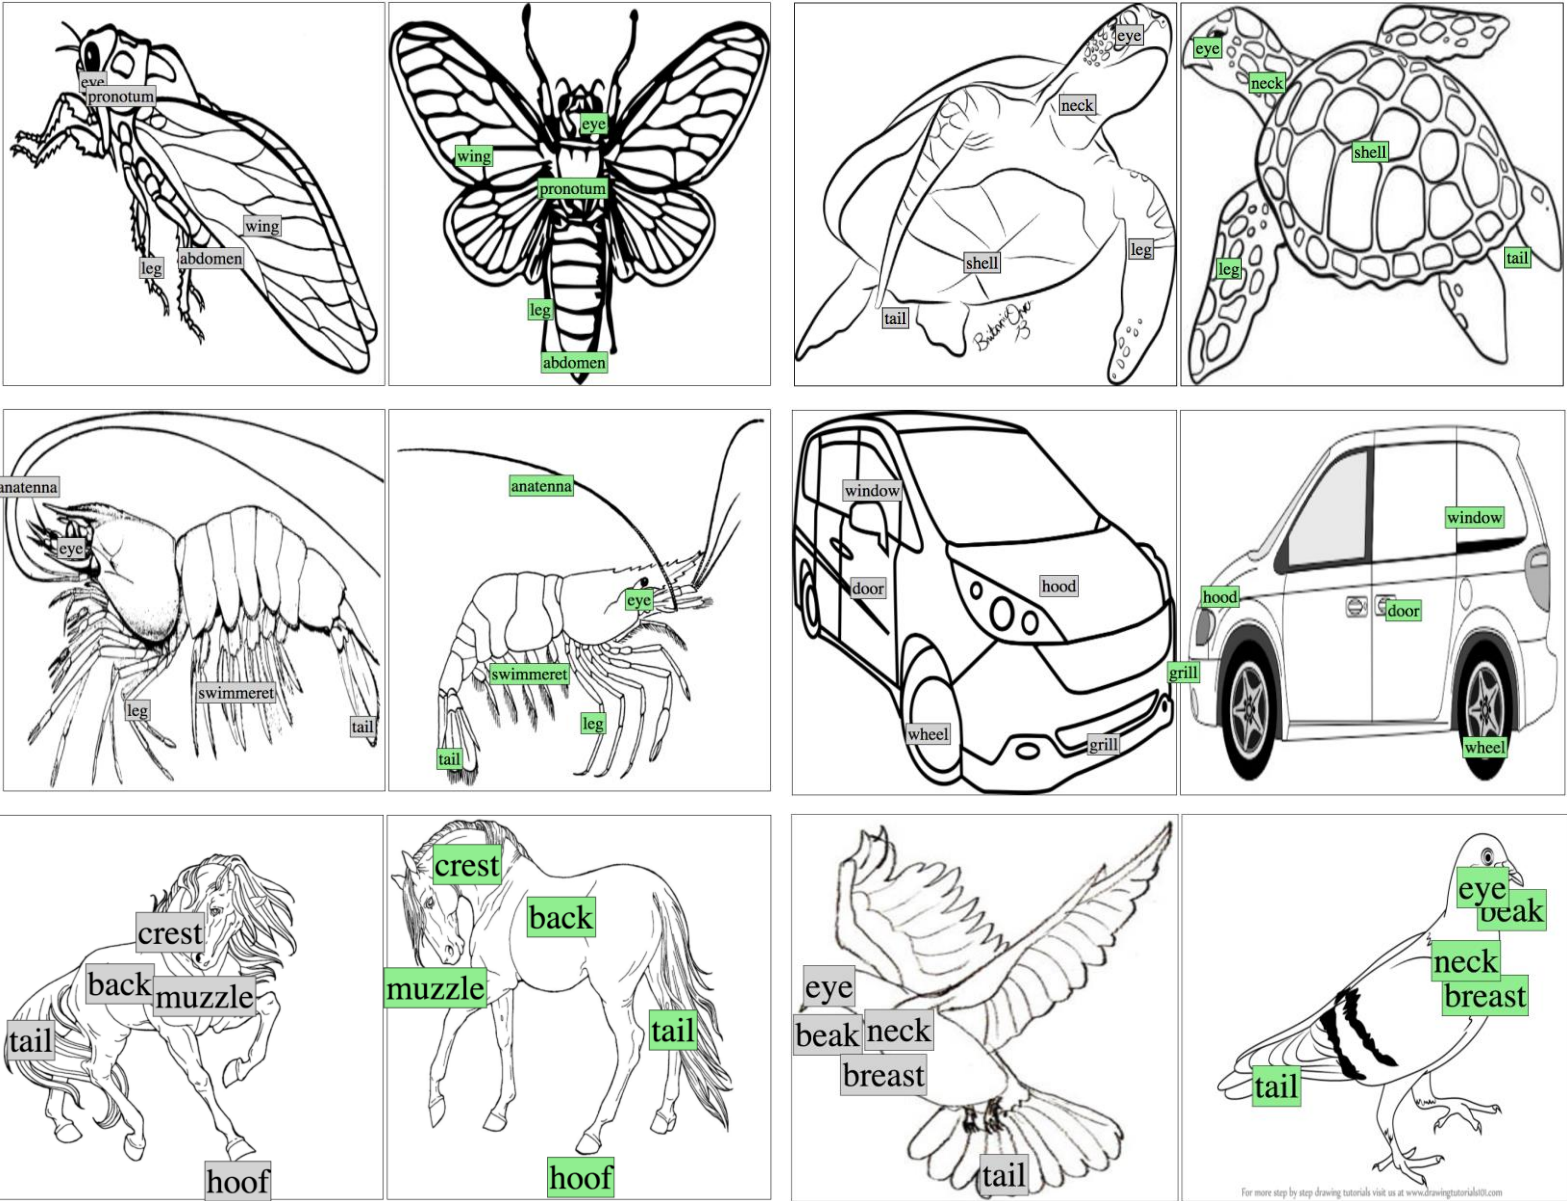 eye
pronotum
wing
leg
abdomen
eye
wing
pronotum
leg
abdomen
eye
neck
shell
leg
tail
eye
neck
shell
leg
tail
anatenna
eye
swimmeret
leg
tail
anatenna
eye
swimmeret
leg
tail
window
door
hood
wheel
grill
window
hood
door
grill
wheel
crest
back
muzzle
tail
hoof
crest
back
muzzle
tail
hoof
eye
beak
neck
breast
tail
eye
beak
neck
breast
tail
For more step by step drawing tutorials visit us at www.drawingtutorials101.com